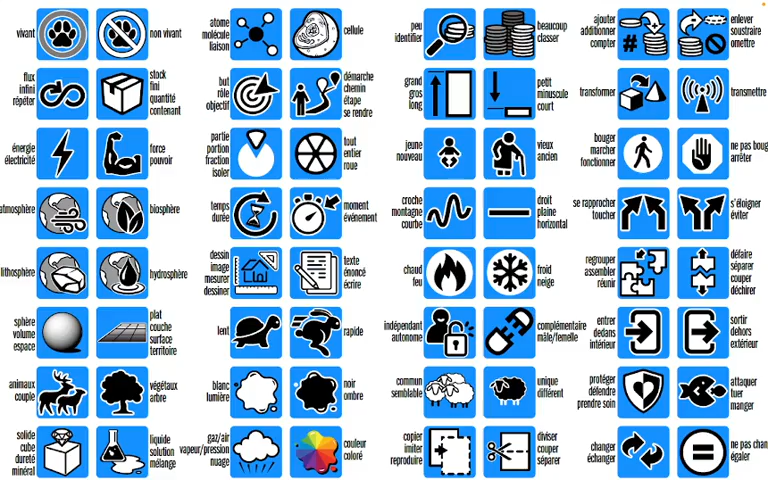 vivant
non vivant
atome
molécule
liaison
cellule
peu
identifier
beaucoup
classer
ajouter
additionner
compter
#
enlever
soustraire
omettre
flux
infini
répéter
stock
fini
quantité
contenant
but
rôle
objectif
démarche
chemin
étape
se rendre
grand
gros
long
petit
minuscule
court
transformer
transmettre
énergie
électricité
force
pouvoir
partie
portion
fraction
isoler
tout
entier
roue
jeune
nouveau
vieux
ancien
bouger
marcher
fonctionner
ne pas boug
arrêter
atmosphère
biosphère
temps
durée
moment
événement
croche
montagne
courbe
droit
plaine
horizontal
se rapprocher
toucher
s'éloigner
éviter
lithosphère
hydrosphère
dessin
image
mesurer
dessiner
texte
énoncé
écrire
chaud
feu
froid
neige
regrouper
assembler
réunir
défaire
séparer
couper
déchirer
sphère
volume
espace
plat
couche
surface
territoire
lent
rapide
indépendant
autonome
complémentaire
mâle/femelle
entrer
dedans
intérieur
sortir
dehors
extérieur
animaux
couple
végétaux
arbre
blanc
lumière
noir
ombre
commun
semblable
unique
différent
protéger
défendre
prendre soin
attaquer
tuer
manger
solide
cube
dureté
minéral
liquide
solution
mélange
gaz/air
vapeur/pression
nuage
couleur
coloré
copier
imiter
reproduire
diviser
couper
séparer
changer
échanger
ne pas chan
égaler